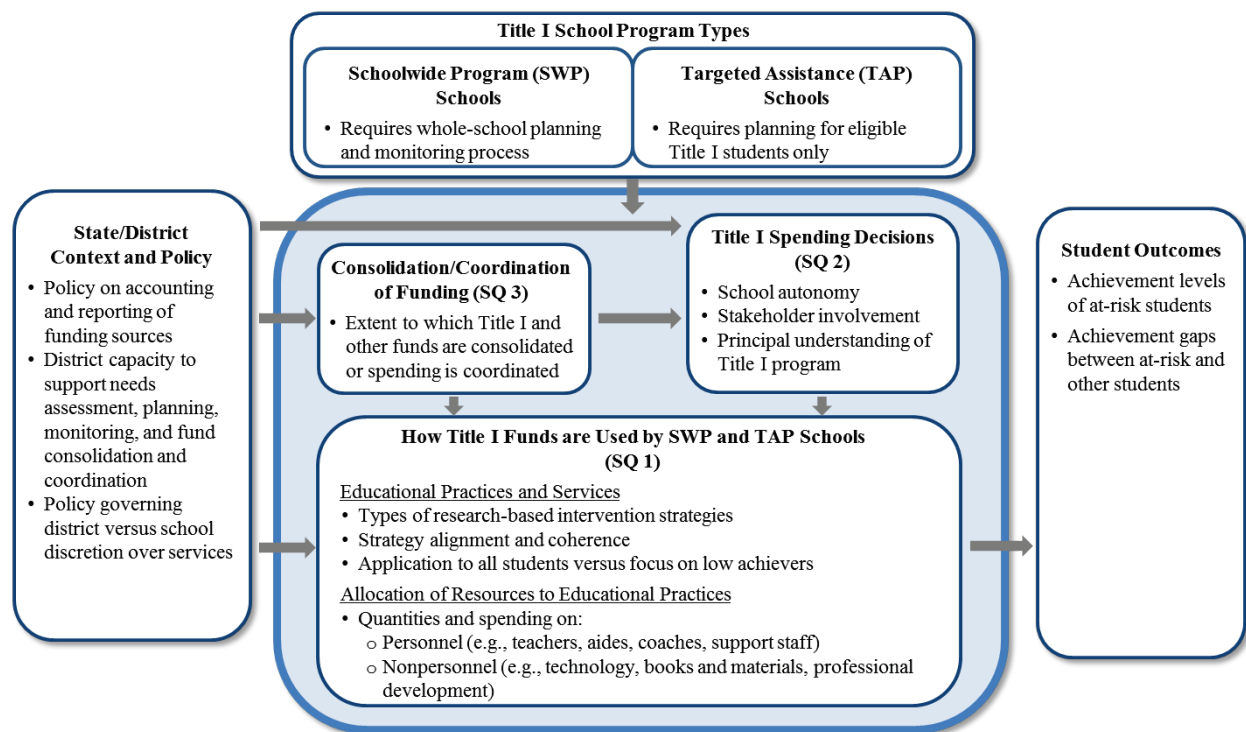 Title I School Program Types
Schoolwide Program (SWP)
Schools
• Requires whole-school planning
and monitoring process
Targeted Assistance (TAP)
Schools
• Requires planning for eligible
Title I students only
State/District
Context and Policy
• Policy on accounting
and reporting of
funding sources
• District capacity to
support needs
assessment, planning,
monitoring, and fund
consolidation and
coordination
• Policy governing
district versus school
discretion over services
Consolidation/Coordination
of Funding (SQ 3)
• Extent to which Title I and
other funds are consolidated
or spending is coordinated
Title I Spending Decisions
(SQ 2)
• School autonomy
• Stakeholder involvement
• Principal understanding of
Title I program
How Title I Funds are Used by SWP and TAP Schools
(SQ 1)
Educational Practices and Services
• Types of research-based intervention strategies
• Strategy alignment and coherence
• Application to all students versus focus on low achievers
Allocation of Resources to Educational Practices
• Quantities and spending on:
o Personnel (e.g., teachers, aides, coaches, support staff)
o Nonpersonnel (e.g., technology, books and materials, professional
development)
Student Outcomes
• Achievement levels
of at-risk students
• Achievement gaps
between at-risk and
other students